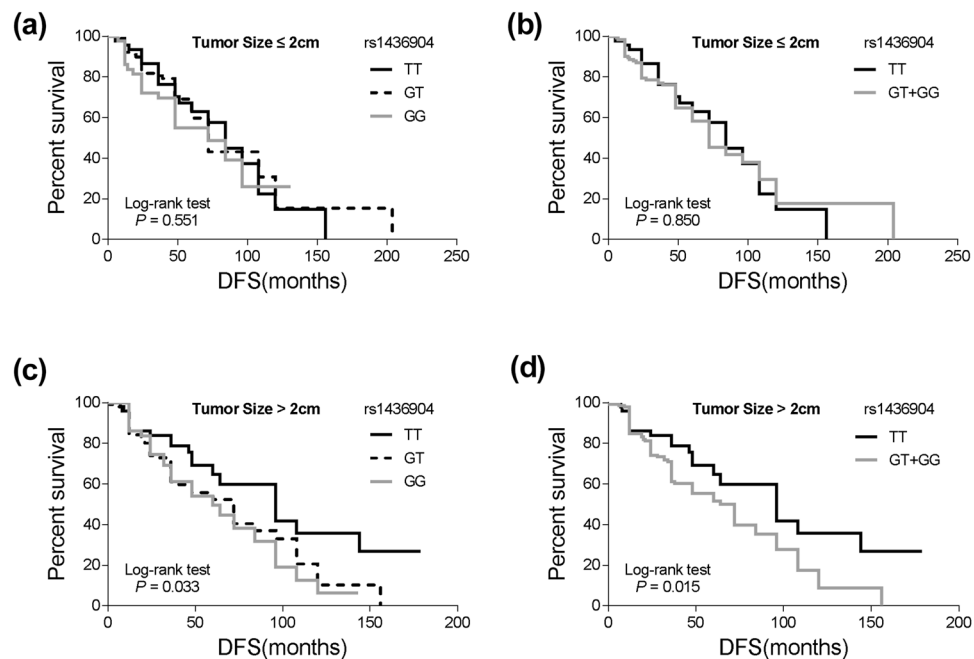 (a)
Tumor Size ≤ 2cm
rs1436904
TT
GT
GG
Percent survival
100
80
60
40
20
0
Log-rank test
P = 0.551
0 50 100 150 200 250
DFS(months)
(b)
Tumor Size ≤ 2cm
rs1436904
TT
GT+GG
Percent survival
100
80
60
40
20
0
Log-rank test
P = 0.850
0 50 100 150 200 250
DFS(months)
(c)
Tumor Size > 2cm
rs1436904
TT
GT
GG
Percent survival
100
80
60
40
20
0
Log-rank test
P = 0.033
0 50 100 150 200
DFS(months)
(d)
Tumor Size > 2cm
rs1436904
TT
GT+GG
Percent survival
100
80
60
40
20
0
Log-rank test
P = 0.015
0 50 100 150 200
DFS(months)